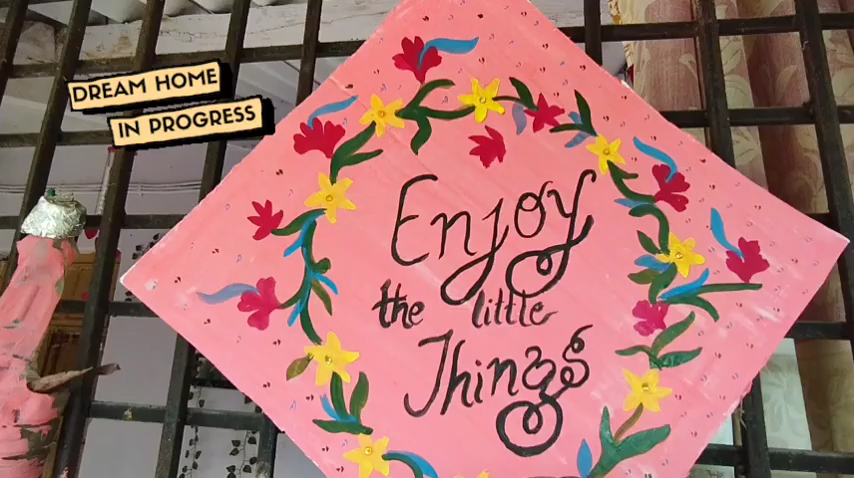 DREAM HOME
IN PROGRESS
Enjoy
the little
Things